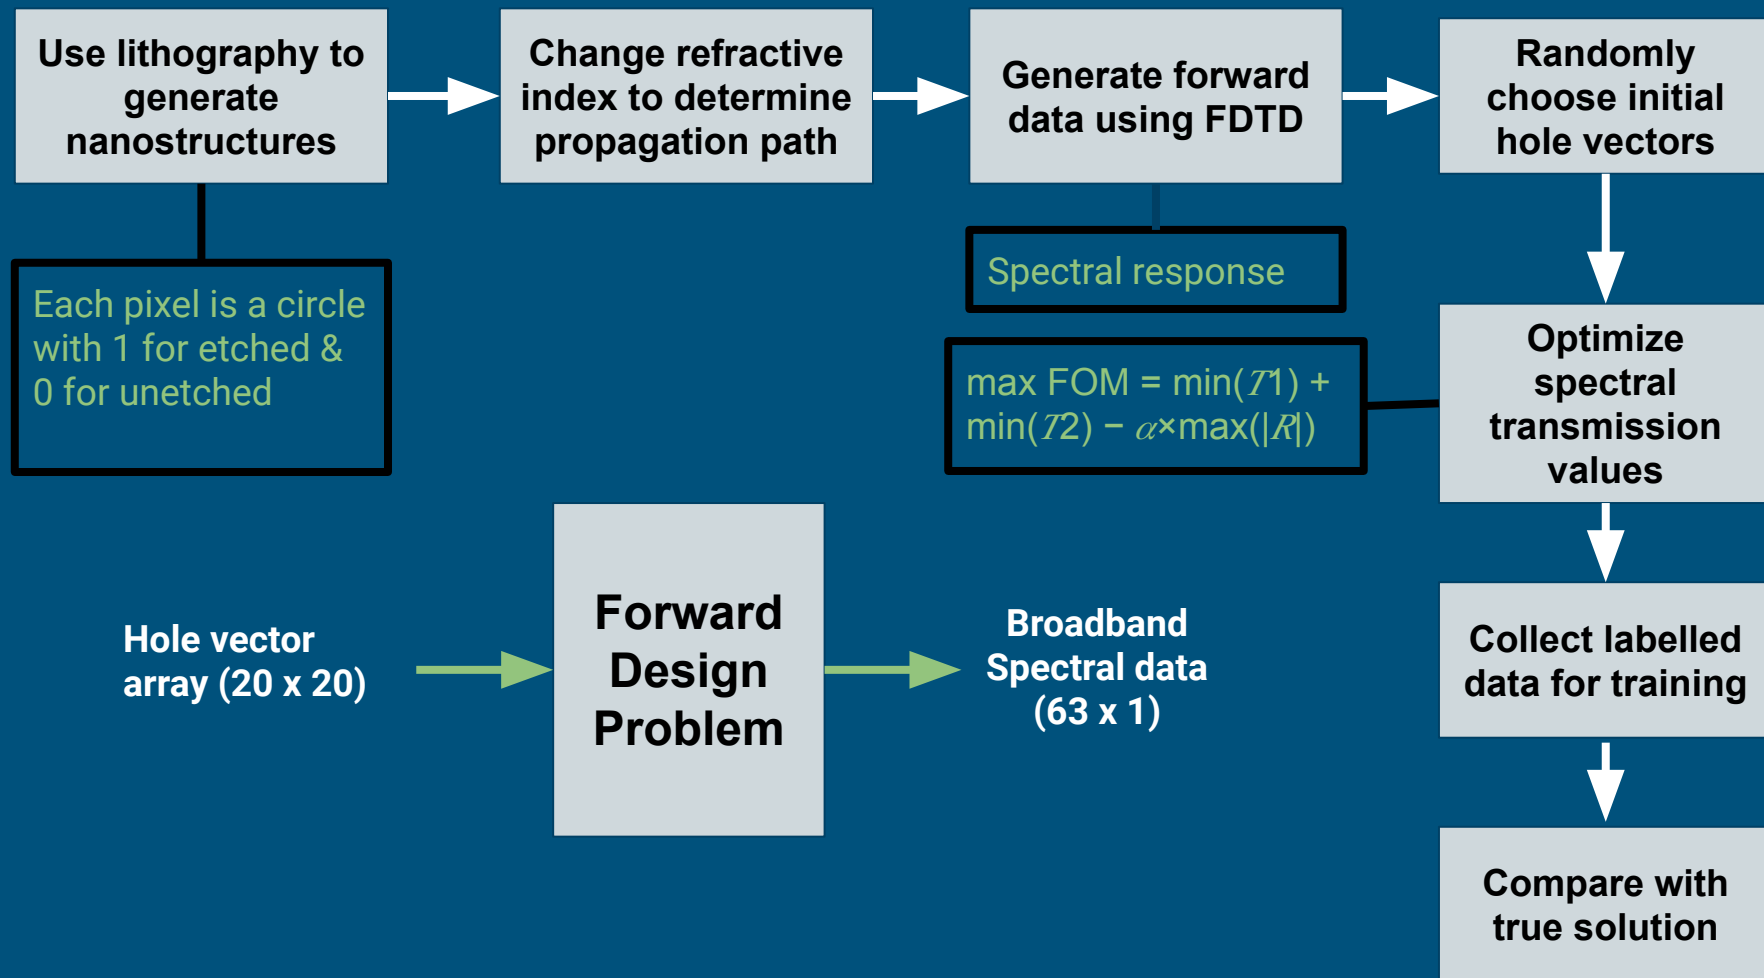 Use lithography to
generate
nanostructures
Change refractive
index to determine
propagation path
Generate forward
data using FDTD
Randomly
choose initial
hole vectors
Each pixel is a circle
with 1 for etched &
0 for unetched
Spectral response
max FOM = min(T1) +
min(T2) − α×max(|R|)
Optimize
spectral
transmission
values
Hole vector
array (20 x 20)
Forward
Design
Problem
Broadband
Spectral data
(63 x 1)
Collect labelled
data for training
Compare with
true solution